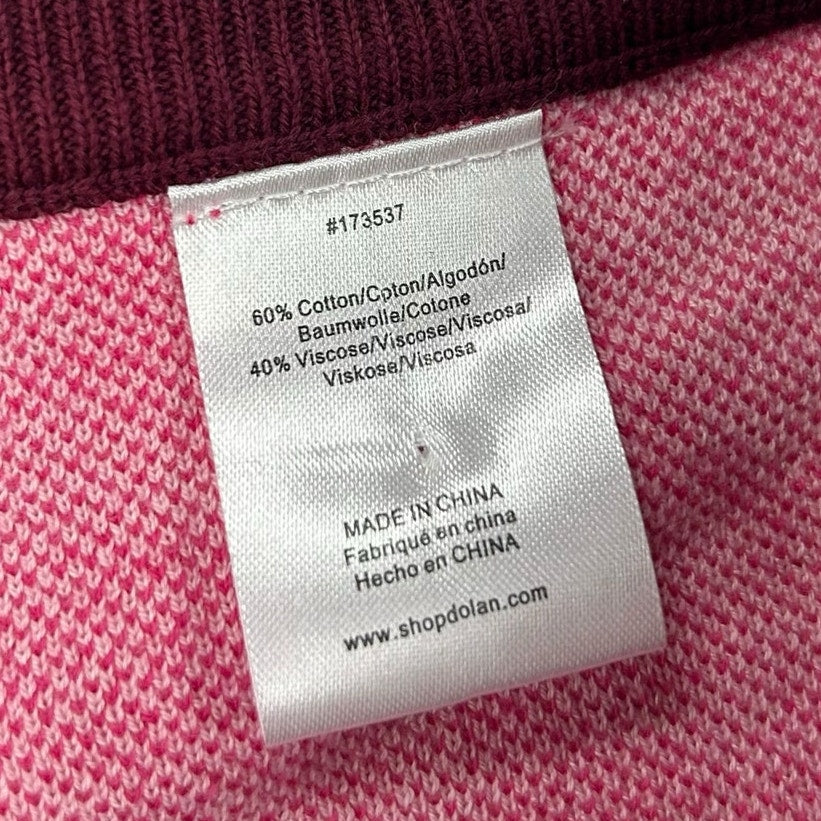 #173537
60% Cotton/Coton/Algodón/
Baumwolle/Cotone
40% Viscose/Viscose/Viscosa/
Viskose/Viscosa
MADE IN CHINA
Fabriqué en china
Hecho en CHINA
www.shopdolan.com